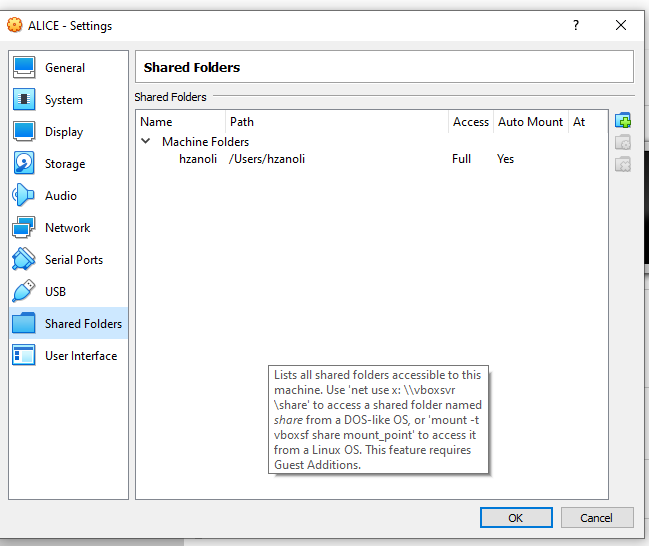 ALICE - Settings
?
General
System
Display
Storage
Audio
Network
Serial Ports
USB
Shared Folders
User Interface
Shared Folders
Shared Folders
Name Path Access Auto Mount At
Machine Folders
hzanoli /Users/hzanoli Full Yes
Lists all shared folders accessible to this
machine. Use 'net use x: \\vboxsvr
\share' to access a shared folder named
share from a DOS-like OS, or 'mount -t
vboxsf share mount_point' to access it
from a Linux OS. This feature requires
Guest Additions.
OK Cancel